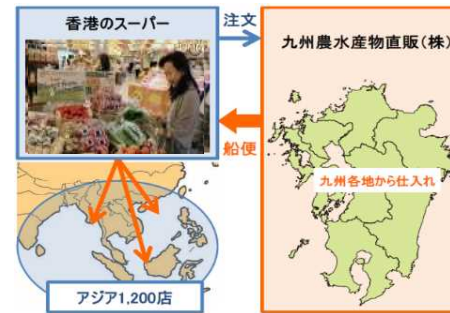 香港のスーパー
注文
九州農水産物直販(株)
船便
九州各地から仕入れ
アジア1,200店